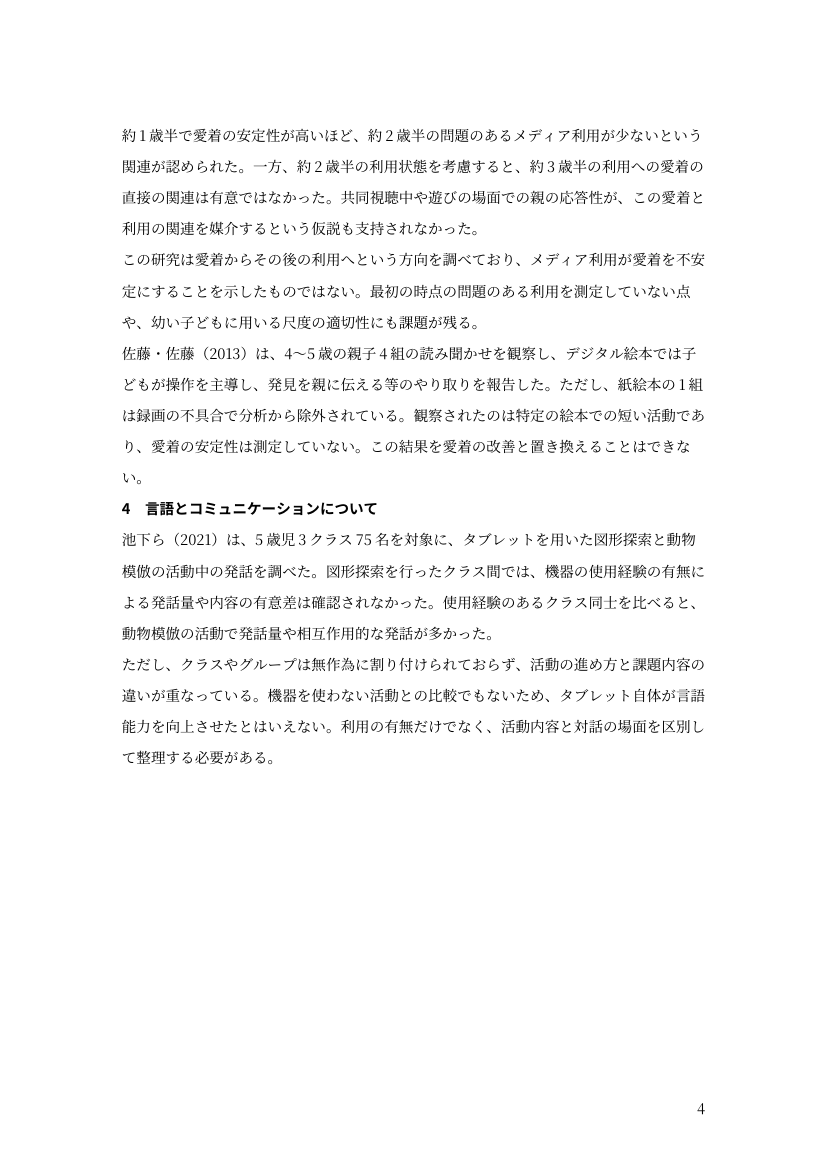 約１歳半で愛着の安定性が高いほど、約２歳半の問題のあるメディア利用が少ないという
関連が認められた。一方、約２歳半の利用状態を考慮すると、約３歳半の利用への愛着の
直接の関連は有意ではなかった。共同視聴中や遊びの場面での親の応答性が、この愛着と
利用の関連を媒介するという仮説も支持されなかった。
この研究は愛着からその後の利用へという方向を調べており、メディア利用が愛着を不安
定にすることを示したものではない。最初の時点の問題のある利用を測定していない点
や、幼い子どもに用いる尺度の適切性にも課題が残る。
佐藤・佐藤（2013）は、4〜5 歳の親子４組の読み聞かせを観察し、デジタル絵本では子
どもが操作を主導し、発見を親に伝える等のやり取りを報告した。ただし、紙絵本の１組
は録画の不具合で分析から除外されている。観察されたのは特定の絵本での短い活動であ
り、愛着の安定性は測定していない。この結果を愛着の改善と置き換えることはできな
い。
4　言語とコミュニケーションについて
池下ら（2021）は、5 歳児３クラス 75 名を対象に、タブレットを用いた図形探索と動物
模倣の活動中の発話を調べた。図形探索を行ったクラス間では、機器の使用経験の有無に
よる発話量や内容の有意差は確認されなかった。使用経験のあるクラス同士を比べると、
動物模倣の活動で発話量や相互作用的な発話が多かった。
ただし、クラスやグループは無作為に割り付けられておらず、活動の進め方と課題内容の
違いが重なっている。機器を使わない活動との比較でもないため、タブレット自体が言語
能力を向上させたとはいえない。利用の有無だけでなく、活動内容と対話の場面を区別し
て整理する必要がある。
4